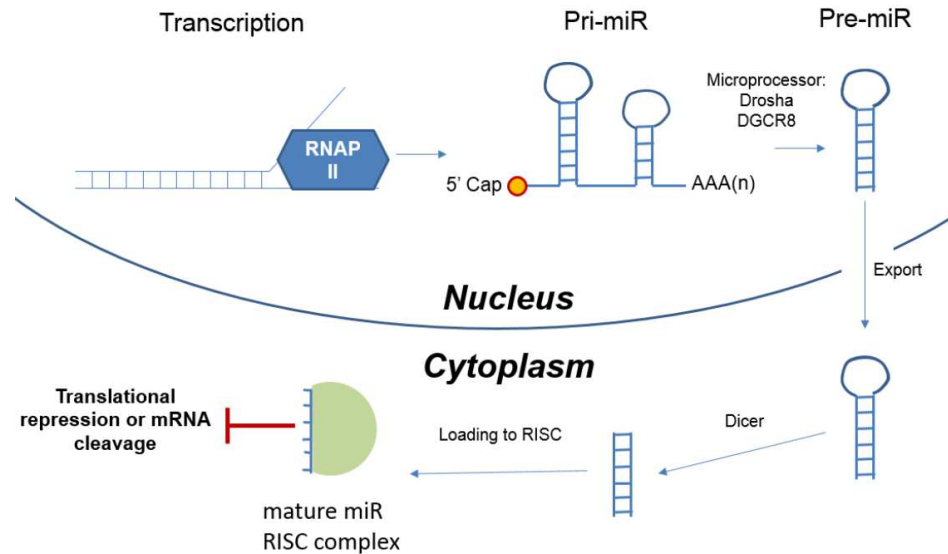 Transcription
Pri-miR
Pre-miR
Microprocessor:
Drosha
DGCR8
RNAP
II
5’ Cap
AAA(n)
Export
Nucleus
Cytoplasm
Translational
repression or mRNA
cleavage
Loading to RISC
Dicer
mature miR
RISC complex